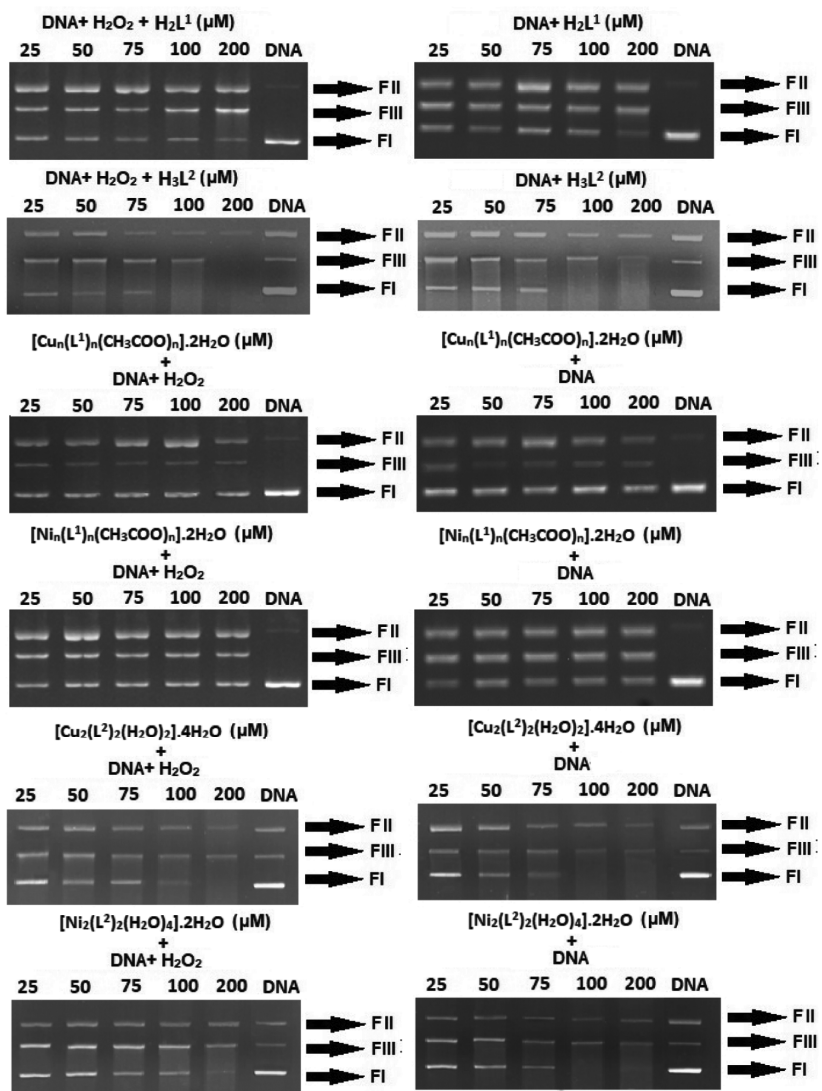 DNA+ H₂O₂ + H₂L¹ (µM)
25 50 75 100 200 DNA
FII
FIII
FI
DNA+ H₂L¹ (µM)
25 50 75 100 200 DNA
FII
FIII
FI
DNA+ H₂O₂ + H₃L² (µM)
25 50 75 100 200 DNA
FII
FIII
FI
DNA+ H₃L² (µM)
25 50 75 100 200 DNA
FII
FIII
FI
[Cuₙ(L¹)ₙ(CH₃COO)ₙ].2H₂O (µM)
+
DNA+ H₂O₂
25 50 75 100 200 DNA
FII
FIII
FI
[Cuₙ(L¹)ₙ(CH₃COO)ₙ].2H₂O (µM)
+
DNA
25 50 75 100 200 DNA
FII
FIII :
FI
[Niₙ(L¹)ₙ(CH₃COO)ₙ].2H₂O (µM)
+
DNA+ H₂O₂
25 50 75 100 200 DNA
FII
FIII :
FI
[Niₙ(L¹)ₙ(CH₃COO)ₙ].2H₂O (µM)
+
DNA
25 50 75 100 200 DNA
FII
FIII :
FI
[Cu₂(L²)₂(H₂O)₂].4H₂O (µM)
+
DNA+ H₂O₂
25 50 75 100 200 DNA
FII
FIII .
FI
[Cu₂(L²)₂(H₂O)₂].4H₂O (µM)
+
DNA
25 50 75 100 200 DNA
FII
FIII :
FI
[Ni₂(L²)₂(H₂O)₄].2H₂O (µM)
+
DNA+ H₂O₂
25 50 75 100 200 DNA
FII
FIII :
FI
[Ni₂(L²)₂(H₂O)₄].2H₂O (µM)
+
DNA
25 50 75 100 200 DNA
FII
FIII :
FI